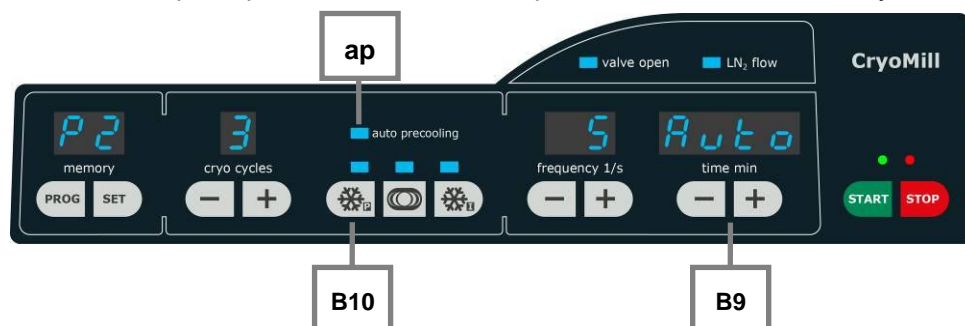 ap
valve open LN₂ flow CryoMill
P2 3 auto precooling 5 Auto
memory cryo cycles frequency 1/s time min
PROG SET − + P I − + − + START STOP
B10 B9